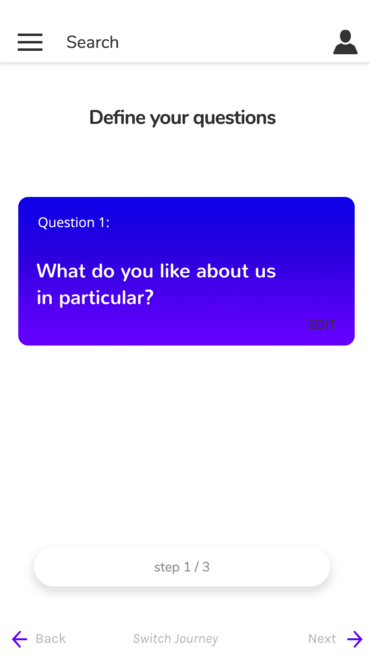 Search
Define your questions
Question 1:
What do you like about us
in particular?
EDIT
step 1 / 3
Back
Switch Journey
Next